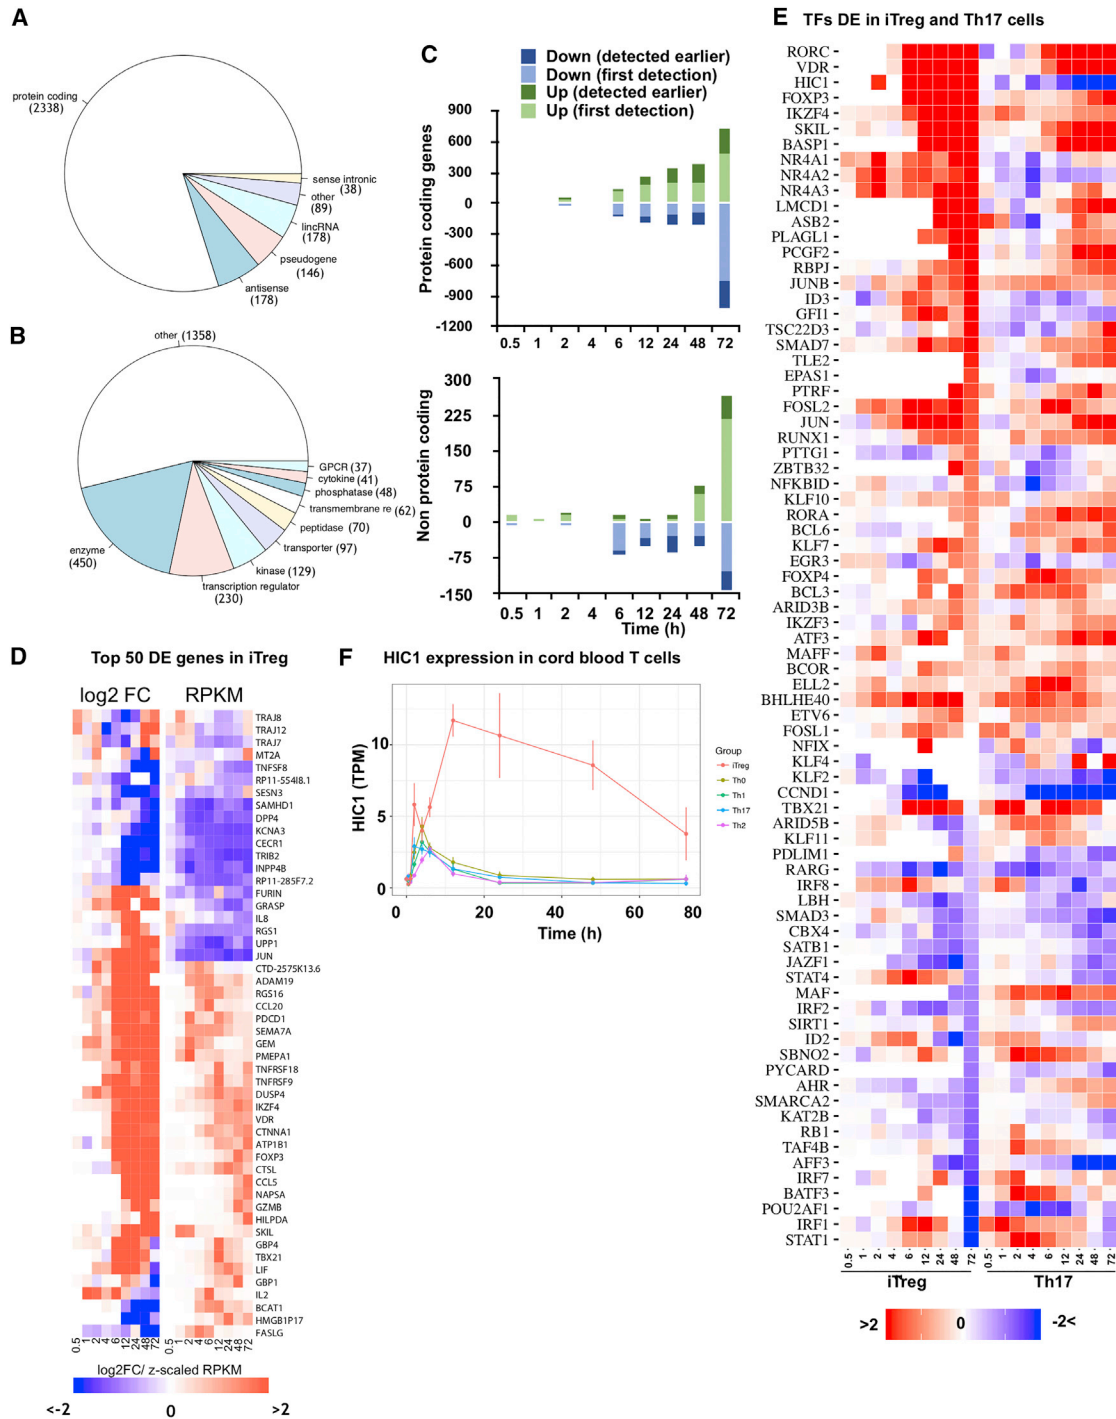 A
protein coding
(2338)
sense intronic
(38)
other
(89)
lincRNA
(178)
pseudogene
(146)
antisense
(178)
B
other (1358)
GPCR (37)
cytokine (41)
phosphatase (48)
transmembrane re (62)
peptidase (70)
transporter (97)
kinase (129)
transcription regulator
(230)
enzyme
(450)
C
Down (detected earlier)
Down (first detection)
Up (detected earlier)
Up (first detection)
Protein coding genes
900
600
300
0
-300
-600
-900
-1200
0.5 1 2 4 6 12 24 48 72
Non protein coding
300
225
150
75
0
-75
-150
0.5 1 2 4 6 12 24 48 72
Time (h)
D Top 50 DE genes in iTreg
log2 FC RPKM
TRAJ8
TRAJ12
TRAJ7
MT2A
TNFSF8
RP11-554I8.1
SESN3
SAMHD1
DPP4
KCNA3
CECR1
TRIB2
INPP4B
RP11-285F7.2
FURIN
GRASP
IL8
RGS1
UPP1
JUN
CTD-2575K13.6
ADAM19
RGS16
CCL20
PDCD1
SEMA7A
GEM
PMEPA1
TNFRSF18
TNFRSF9
DUSP4
IKZF4
VDR
CTNNA1
ATP1B1
FOXP3
CTSL
CCL5
NAPSA
GZMB
HILPDA
SKIL
GBP4
TBX21
LIF
GBP1
IL2
BCAT1
HMGB1P17
FASLG
0.5 1 2 4 6 12 24 48 72 0.5 1 2 4 6 12 24 48 72
log2FC/ z-scaled RPKM
<-2 0 >2
F HIC1 expression in cord blood T cells
HIC1 (TPM)
10
5
0
0 20 40 60 80
Time (h)
Group
iTreg
Th0
Th1
Th17
Th2
E TFs DE in iTreg and Th17 cells
RORC
VDR
HIC1
FOXP3
IKZF4
SKIL
BASP1
NR4A1
NR4A2
NR4A3
LMCD1
ASB2
PLAGL1
PCGF2
RBPJ
JUNB
ID3
GFI1
TSC22D3
SMAD7
TLE2
EPAS1
PTRF
FOSL2
JUN
RUNX1
PTTG1
ZBTB32
NFKBID
KLF10
RORA
BCL6
KLF7
EGR3
FOXP4
BCL3
ARID3B
IKZF3
ATF3
MAFF
BCOR
ELL2
BHLHE40
ETV6
FOSL1
NFIX
KLF4
KLF2
CCND1
TBX21
ARID5B
KLF11
PDLIM1
RARG
IRF8
LBH
SMAD3
CBX4
SATB1
JAZF1
STAT4
MAF
IRF2
SIRT1
ID2
SBNO2
PYCARD
AHR
SMARCA2
KAT2B
RB1
TAF4B
AFF3
IRF7
BATF3
POU2AF1
IRF1
STAT1
0.5 1 2 4 6 12 24 48 72 0.5 1 2 4 6 12 24 48 72
iTreg Th17
>2 0 -2<